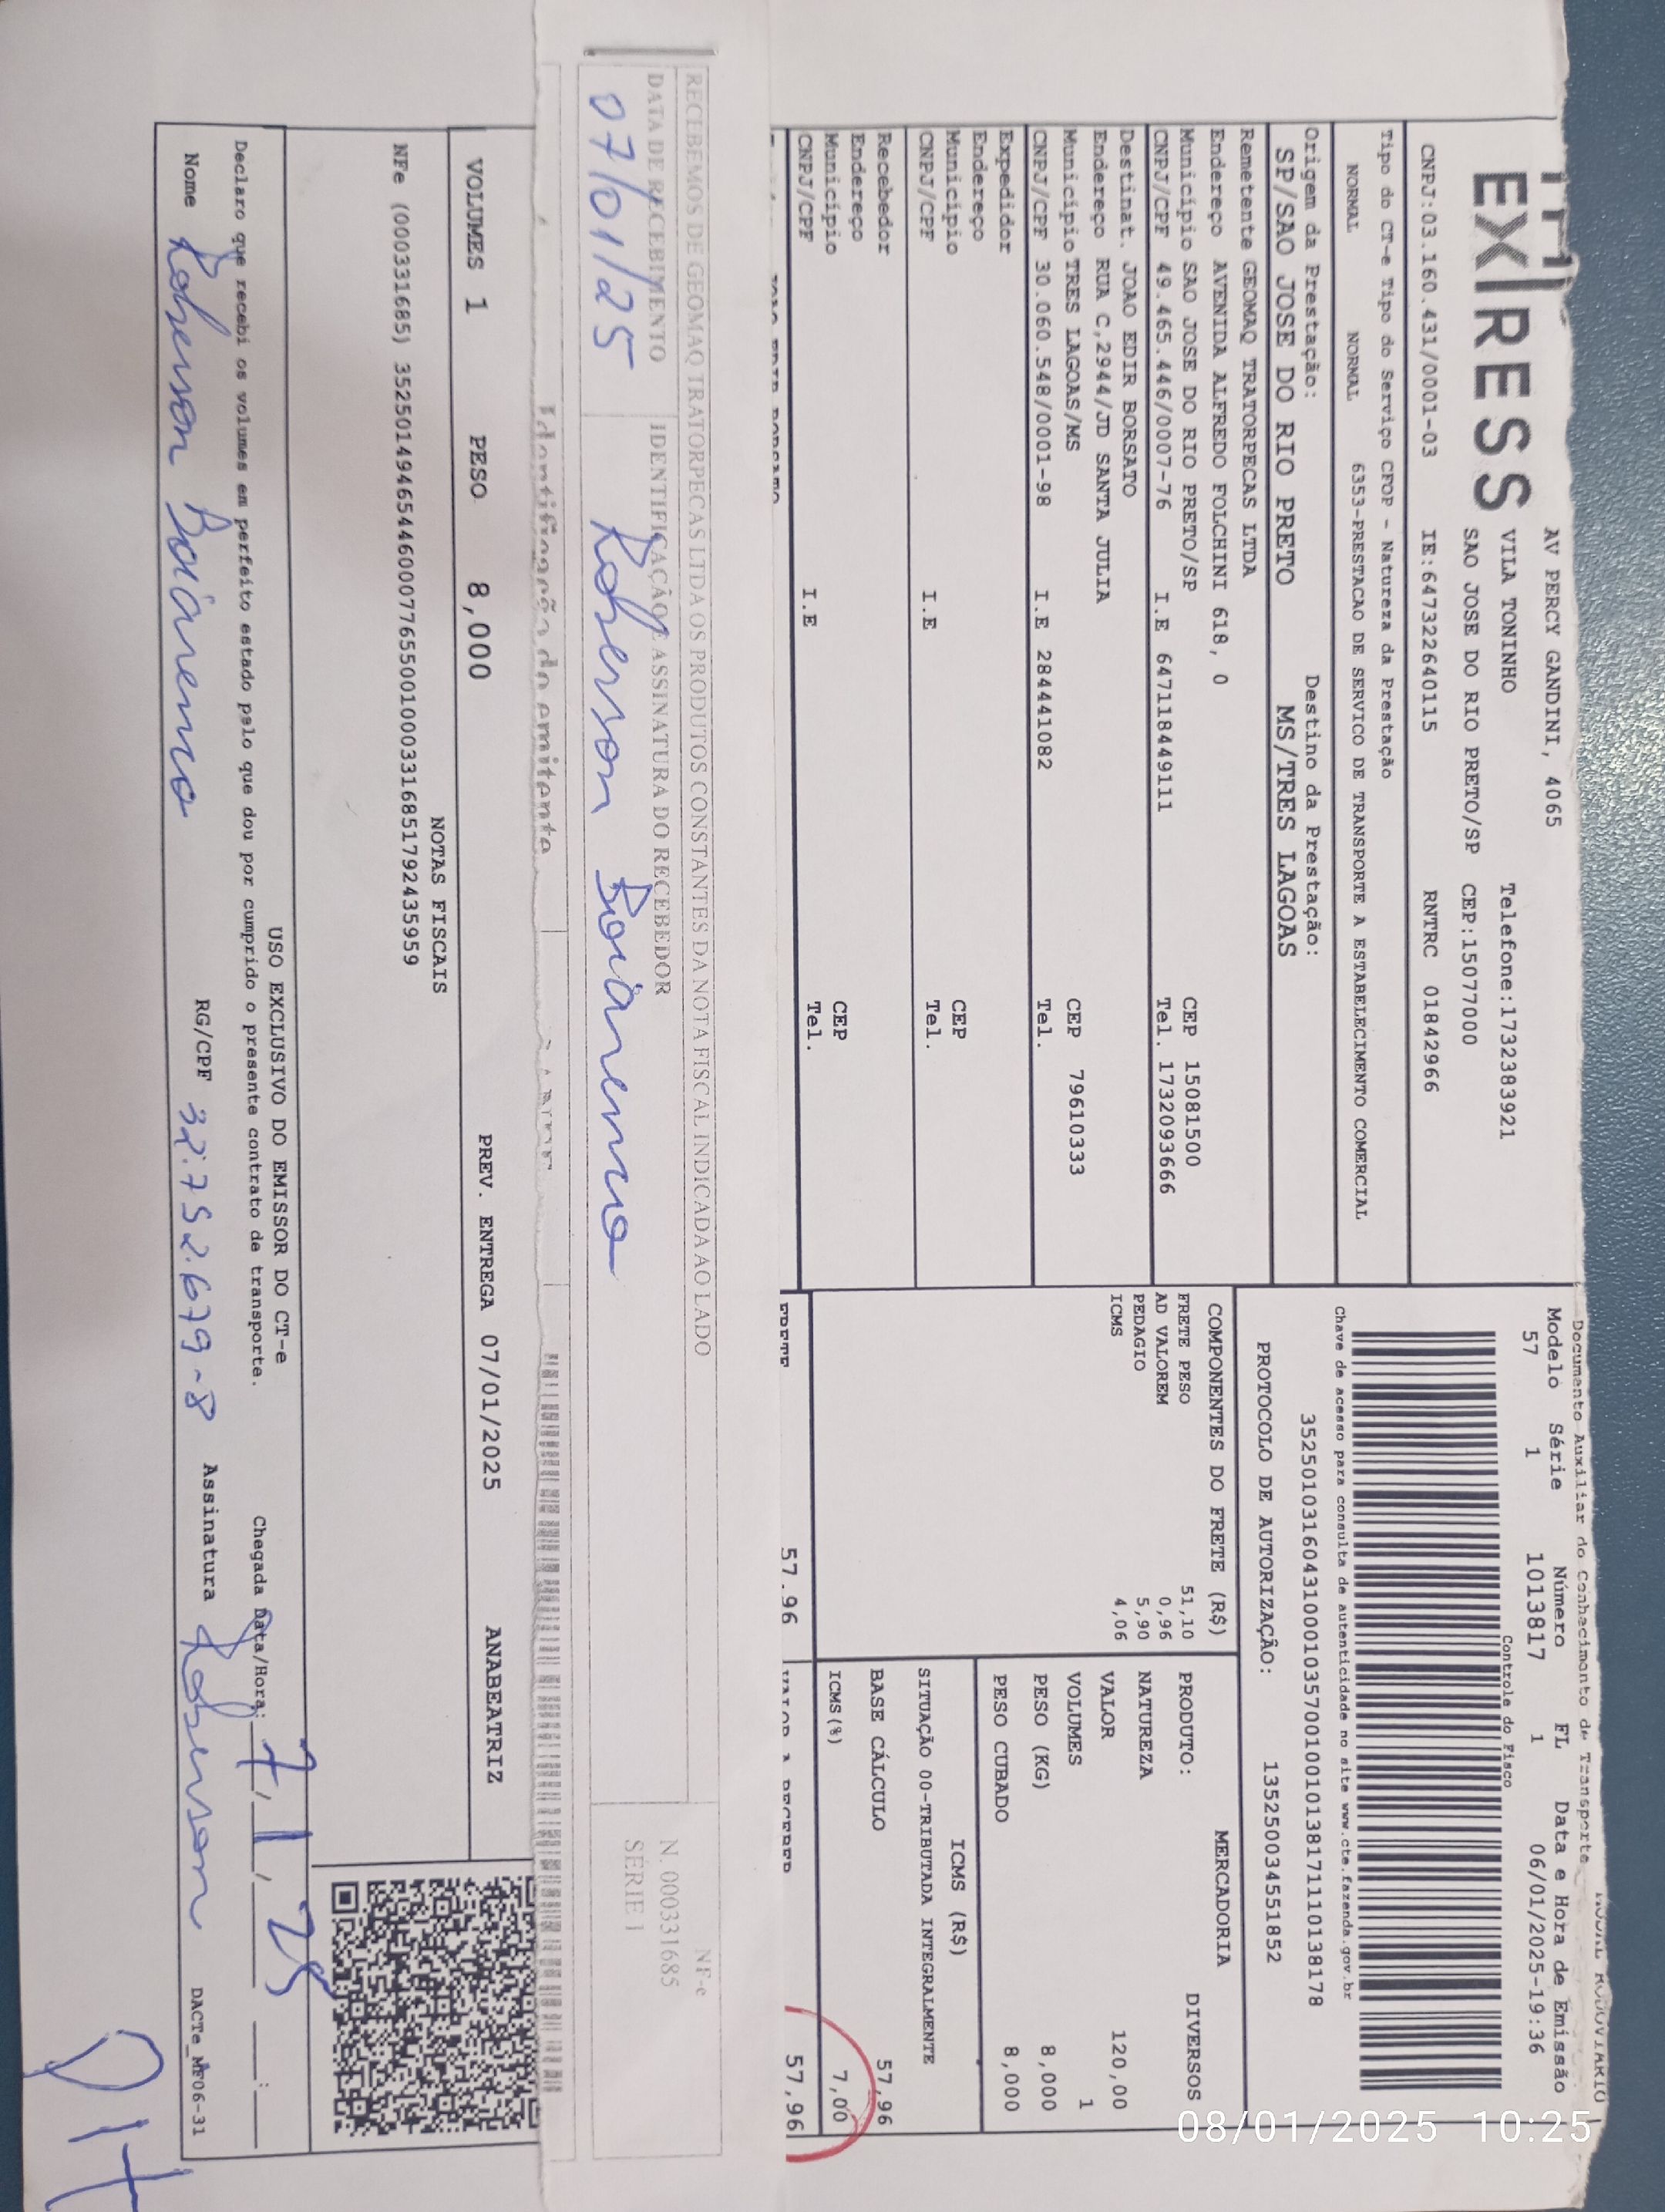 EXPRESS
AV PERCY GANDINI, 4065
VILA TONINHO Telefone:1732383921
SAO JOSE DO RIO PRETO/SP CEP:15077000
CNPJ:03.160.431/0001-03 IE:647322640115 RNTRC 01842966
Tipo do CT-e Tipo do Serviço CFOP - Natureza da Prestação
NORMAL NORMAL 6353-PRESTACAO DE SERVICO DE TRANSPORTE A ESTABELECIMENTO COMERCIAL
Origem da Prestação: Destino da Prestação:
SP/SAO JOSE DO RIO PRETO MS/TRES LAGOAS
Remetente GEOMAQ TRATORPECAS LTDA
Endereço AVENIDA ALFREDO FOLCHINI 618, 0
Município SAO JOSE DO RIO PRETO/SP CEP 15081500
CNPJ/CPF 49.465.446/0007-76 I.E 647118449111 Tel. 1732093666
Destinat. JOAO EDIR BORSATO
Endereço RUA C,2944/JD SANTA JULIA
Município TRES LAGOAS/MS CEP 79610333
CNPJ/CPF 30.060.548/0001-98 I.E 284441082 Tel.
Expedidor
Endereço
Município CEP
CNPJ/CPF I.E Tel.
Recebedor
Endereço
Município CEP
CNPJ/CPF I.E Tel.
RODOVIARIO
Documento Auxiliar do Conhecimento de Transporte
Modelo Série Número FL Data e Hora de Emissão
57 1 1013817 1 06/01/2025-19:36
Controle do Fisco
Chave de acesso para consulta de autenticidade no site www.cte.fazenda.gov.br
35250103160431000103570010010138171110138178
PROTOCOLO DE AUTORIZAÇÃO: 135250034551852
COMPONENTES DO FRETE (R$)
FRETE PESO 51,10
AD VALOREM 0,96
PEDAGIO 5,90
ICMS 4,06
MERCADORIA
PRODUTO: DIVERSOS
NATUREZA
VALOR 120,00
VOLUMES 1
PESO (KG) 8,000
PESO CUBADO 8,000
ICMS (R$)
SITUAÇÃO 00-TRIBUTADA INTEGRALMENTE
BASE CÁLCULO 57,96
ICMS(%) 7,00
FRETE 57.96 VALOR A RECEBER 57,96
RECEBEMOS DE GEOMAQ TRATORPECAS LTDA OS PRODUTOS CONSTANTES DA NOTA FISCAL INDICADA AO LADO
DATA DE RECEBIMENTO IDENTIFICAÇÃO E ASSINATURA DO RECEBEDOR
07/01/25 Roberson Boiarenco
NF-e
N. 000331685
SÉRIE 1
Identificação do emitente
VOLUMES 1 PESO 8,000 PREV. ENTREGA 07/01/2025 ANABEATRIZ
NOTAS FISCAIS
NFe (000331685) 35250149465446000776550010003316851792435959
USO EXCLUSIVO DO EMISSOR DO CT-e
Declaro que recebi os volumes em perfeito estado pelo que dou por cumprido o presente contrato de transporte. Chegada Data/Hora: 7/1/25
Nome Roberson Boiarenco RG/CPF 32.752.679-8 Assinatura Roberson DACTe_MP06-31
08/01/2025 10:25